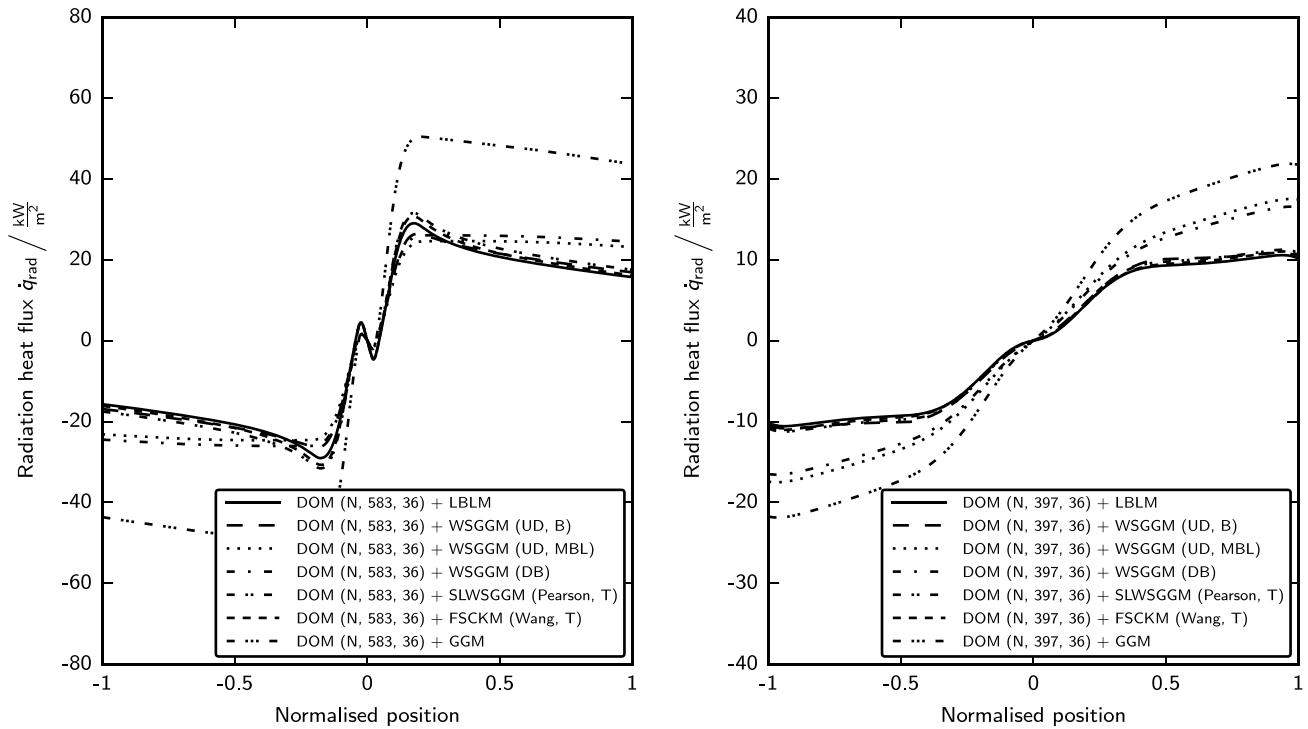 80
60
40
20
0
-20
-40
-60
-80
-1
-0.5
0
0.5
1
Radiation heat flux q̇rad / kW/m²
Normalised position
DOM (N, 583, 36) + LBLM
DOM (N, 583, 36) + WSGGM (UD, B)
DOM (N, 583, 36) + WSGGM (UD, MBL)
DOM (N, 583, 36) + WSGGM (DB)
DOM (N, 583, 36) + SLWSGGM (Pearson, T)
DOM (N, 583, 36) + FSCKM (Wang, T)
DOM (N, 583, 36) + GGM
40
30
20
10
0
-10
-20
-30
-40
-1
-0.5
0
0.5
1
Radiation heat flux q̇rad / kW/m²
Normalised position
DOM (N, 397, 36) + LBLM
DOM (N, 397, 36) + WSGGM (UD, B)
DOM (N, 397, 36) + WSGGM (UD, MBL)
DOM (N, 397, 36) + WSGGM (DB)
DOM (N, 397, 36) + SLWSGGM (Pearson, T)
DOM (N, 397, 36) + FSCKM (Wang, T)
DOM (N, 397, 36) + GGM